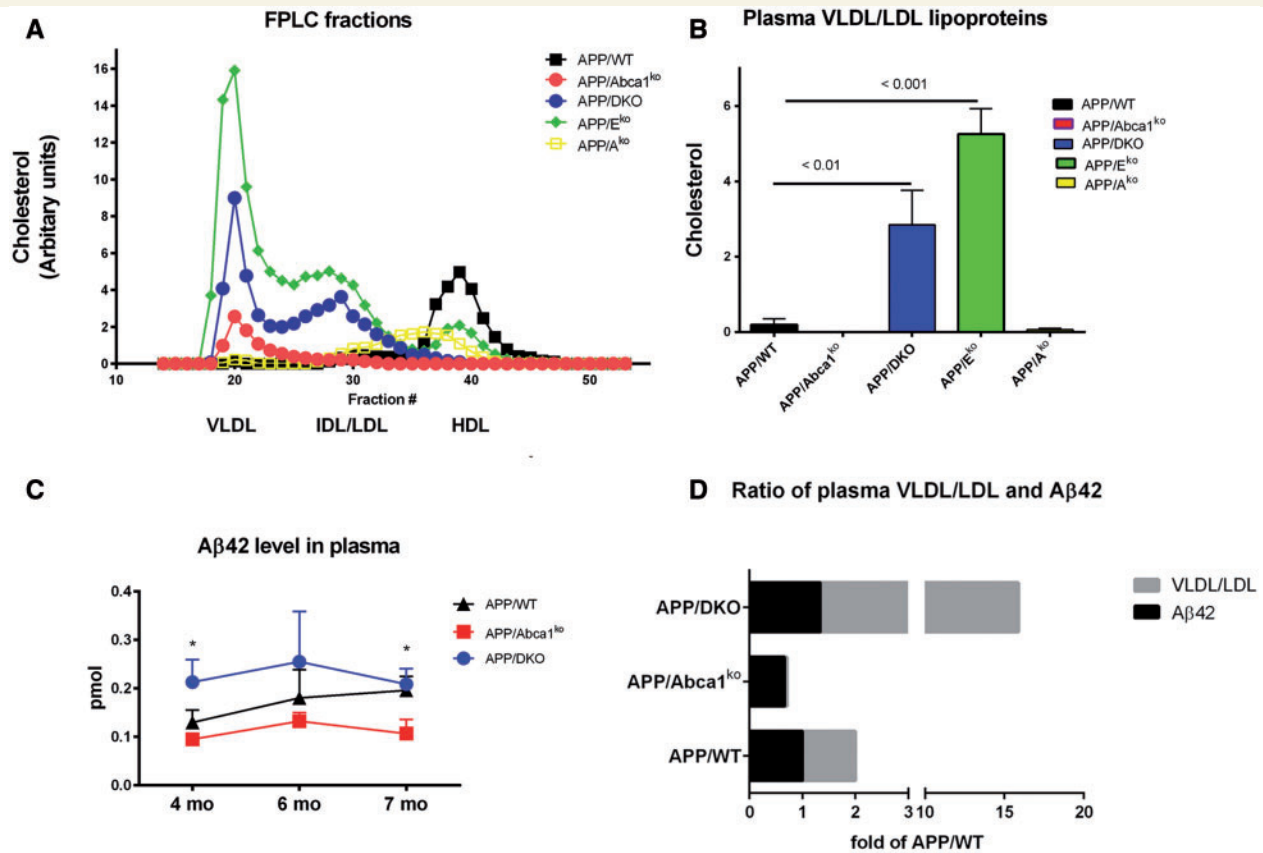 A
FPLC fractions
Cholesterol
(Arbitary units)
16
14
12
10
8
6
4
2
0
10
20
30
40
50
Fraction #
VLDL
IDL/LDL
HDL
APP/WT
APP/Abca1ko
APP/DKO
APP/Eko
APP/Ako
B
Plasma VLDL/LDL lipoproteins
Cholesterol
6
4
2
0
< 0.001
< 0.01
APP/WT
APP/Abca1ko
APP/DKO
APP/Eko
APP/Ako
APP/WT
APP/Abca1ko
APP/DKO
APP/Eko
APP/Ako
C
Aβ42 level in plasma
pmol
0.4
0.3
0.2
0.1
0.0
*
*
4 mo
6 mo
7 mo
APP/WT
APP/Abca1ko
APP/DKO
D
Ratio of plasma VLDL/LDL and Aβ42
APP/DKO
APP/Abca1ko
APP/WT
0
1
2
3
10
15
20
fold of APP/WT
VLDL/LDL
Aβ42